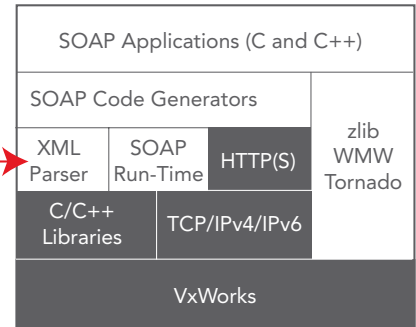 SOAP Applications (C and C++)
SOAP Code Generators
XML
Parser
SOAP
Run-Time
HTTP(S)
zlib
WMW
Tornado
C/C++
Libraries
TCP/IPv4/IPv6
VxWorks